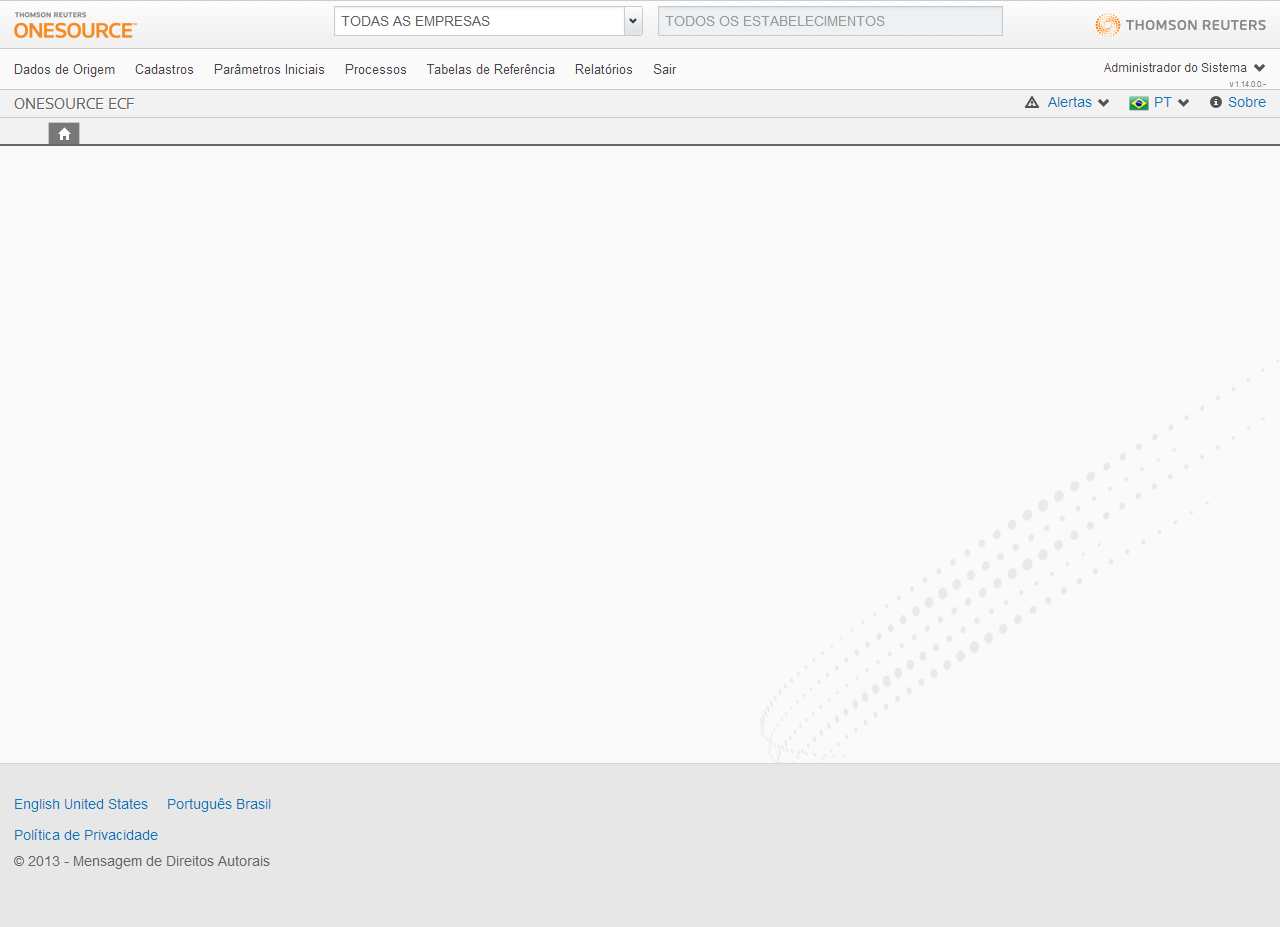 THOMSON REUTERS
ONESOURCE™
TODAS AS EMPRESAS
TODOS OS ESTABELECIMENTOS
THOMSON REUTERS
Dados de Origem Cadastros Parâmetros Iniciais Processos Tabelas de Referência Relatórios Sair
Administrador do Sistema
v 1.14.0.0.-
ONESOURCE ECF
Alertas PT Sobre
English United States Português Brasil
Política de Privacidade
© 2013 - Mensagem de Direitos Autorais